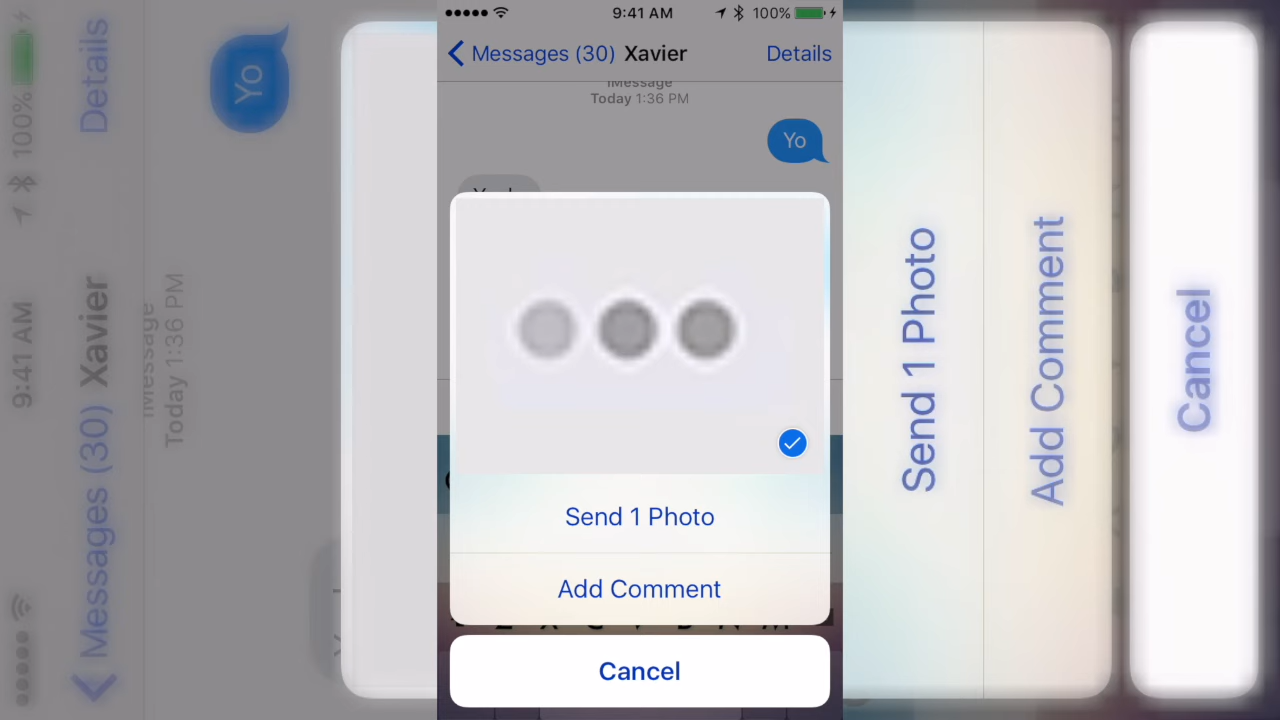 9:41 AM 100%
Messages (30) Xavier Details
iMessage
Today 1:36 PM
Yo
Send 1 Photo
Add Comment
Cancel
9:41 AM 100%
Messages (30) Xavier Details
iMessage
Today 1:36 PM
Yo
Send 1 Photo
Add Comment
Cancel